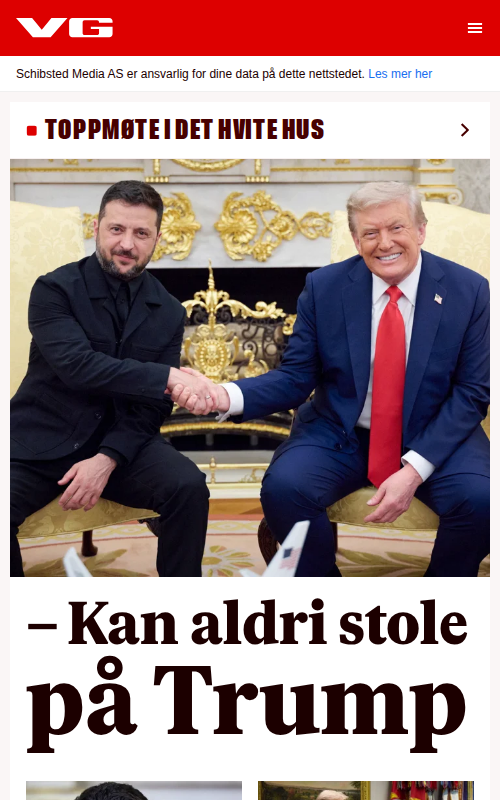 VG
Schibsted Media AS er ansvarlig for dine data på dette nettstedet. Les mer her
TOPPMØTE I DET HVITE HUS
– Kan aldri stole
på Trump